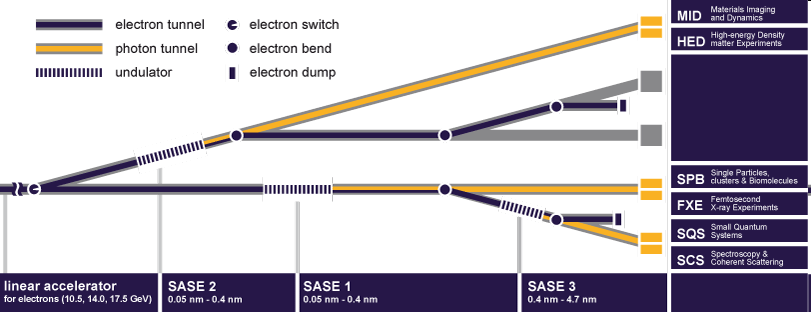 electron tunnel
electron switch
photon tunnel
electron bend
undulator
electron dump
MID Materials Imaging
and Dynamics
HED High-energy Density
matter Experiments
SPB Single Particles,
clusters & Biomolecules
FXE Femtosecond
X-ray Experiments
SQS Small Quantum
Systems
SCS Spectroscopy &
Coherent Scattering
linear accelerator
for electrons (10.5, 14.0, 17.5 GeV)
SASE 2
0.05 nm - 0.4 nm
SASE 1
0.05 nm - 0.4 nm
SASE 3
0.4 nm - 4.7 nm